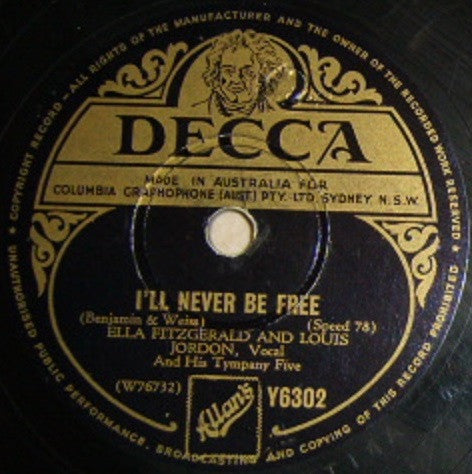 COPYRIGHT RECORD — ALL RIGHTS OF THE MANUFACTURER AND THE OWNER OF THE RECORDED WORK RESERVED
DECCA
MADE IN AUSTRALIA FOR
COLUMBIA GRAPHOPHONE (AUST) PTY. LTD. SYDNEY N.S.W.
I'LL NEVER BE FREE
(Benjamin & Weiss) (Speed 78)
ELLA FITZGERALD AND LOUIS
JORDON, Vocal
And His Tympany Five
(W76732)
Allan's
Y6302
UNAUTHORISED PUBLIC PERFORMANCE, BROADCASTING AND COPYING OF THIS RECORD PROHIBITED